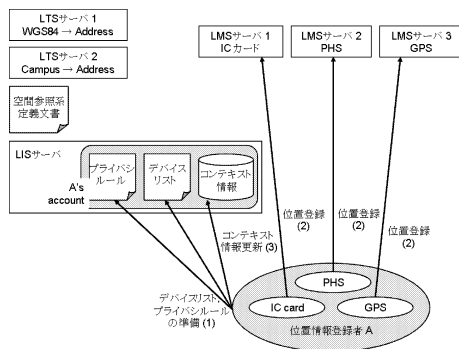 LTSサーバ 1
WGS84 → Address
LTSサーバ 2
Campus → Address
空間参照系
定義文書
LMSサーバ 1
ICカード
LMSサーバ 2
PHS
LMSサーバ 3
GPS
LISサーバ
A's
account
プライバシ
ルール
デバイス
リスト
コンテキスト
情報
位置登録
(2)
位置登録
(2)
位置登録
(2)
コンテキスト
情報更新 (3)
デバイスリスト,
プライバシルール
の準備 (1)
PHS
IC card
GPS
位置情報登録者 A